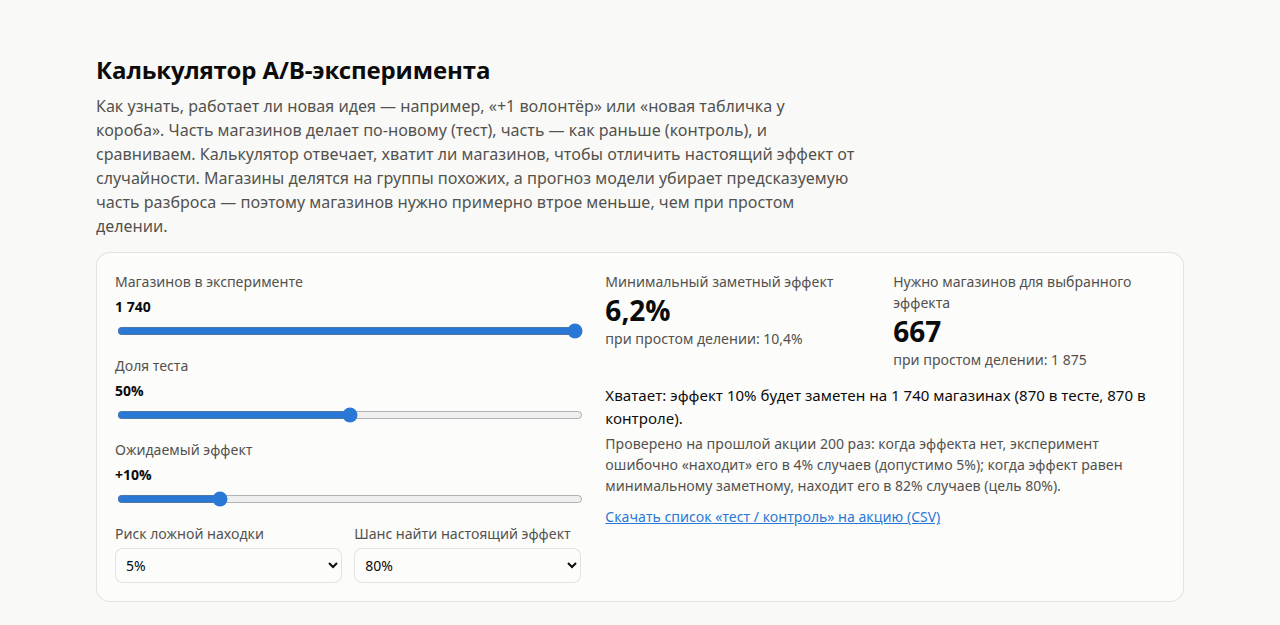 Калькулятор A/B-эксперимента
Как узнать, работает ли новая идея — например, «+1 волонтёр» или «новая табличка у
короба». Часть магазинов делает по-новому (тест), часть — как раньше (контроль), и
сравниваем. Калькулятор отвечает, хватит ли магазинов, чтобы отличить настоящий эффект от
случайности. Магазины делятся на группы похожих, а прогноз модели убирает предсказуемую
часть разброса — поэтому магазинов нужно примерно втрое меньше, чем при простом
делении.
Магазинов в эксперименте
1 740
Доля теста
50%
Ожидаемый эффект
+10%
Риск ложной находки
5%
Шанс найти настоящий эффект
80%
Минимальный заметный эффект
6,2%
при простом делении: 10,4%
Нужно магазинов для выбранного
эффекта
667
при простом делении: 1 875
Хватает: эффект 10% будет заметен на 1 740 магазинах (870 в тесте, 870 в
контроле).
Проверено на прошлой акции 200 раз: когда эффекта нет, эксперимент
ошибочно «находит» его в 4% случаев (допустимо 5%); когда эффект равен
минимальному заметному, находит его в 82% случаев (цель 80%).
Скачать список «тест / контроль» на акцию (CSV)